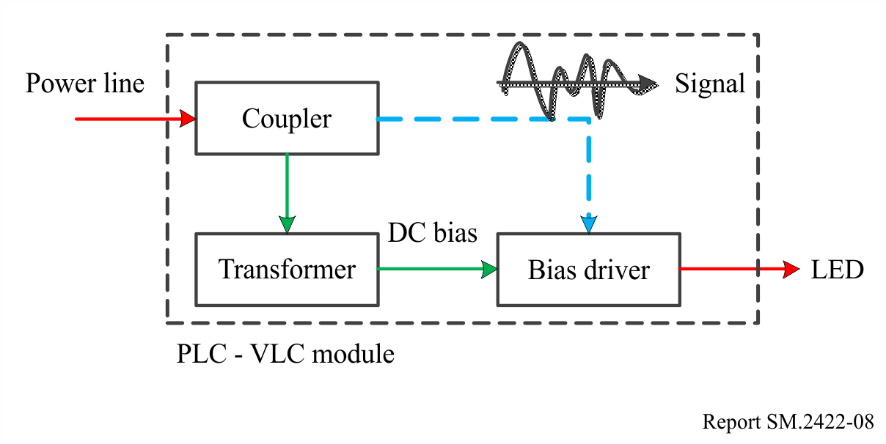 Power line
Coupler
Signal
DC bias
Transformer
Bias driver
LED
PLC - VLC module
Report SM.2422-08